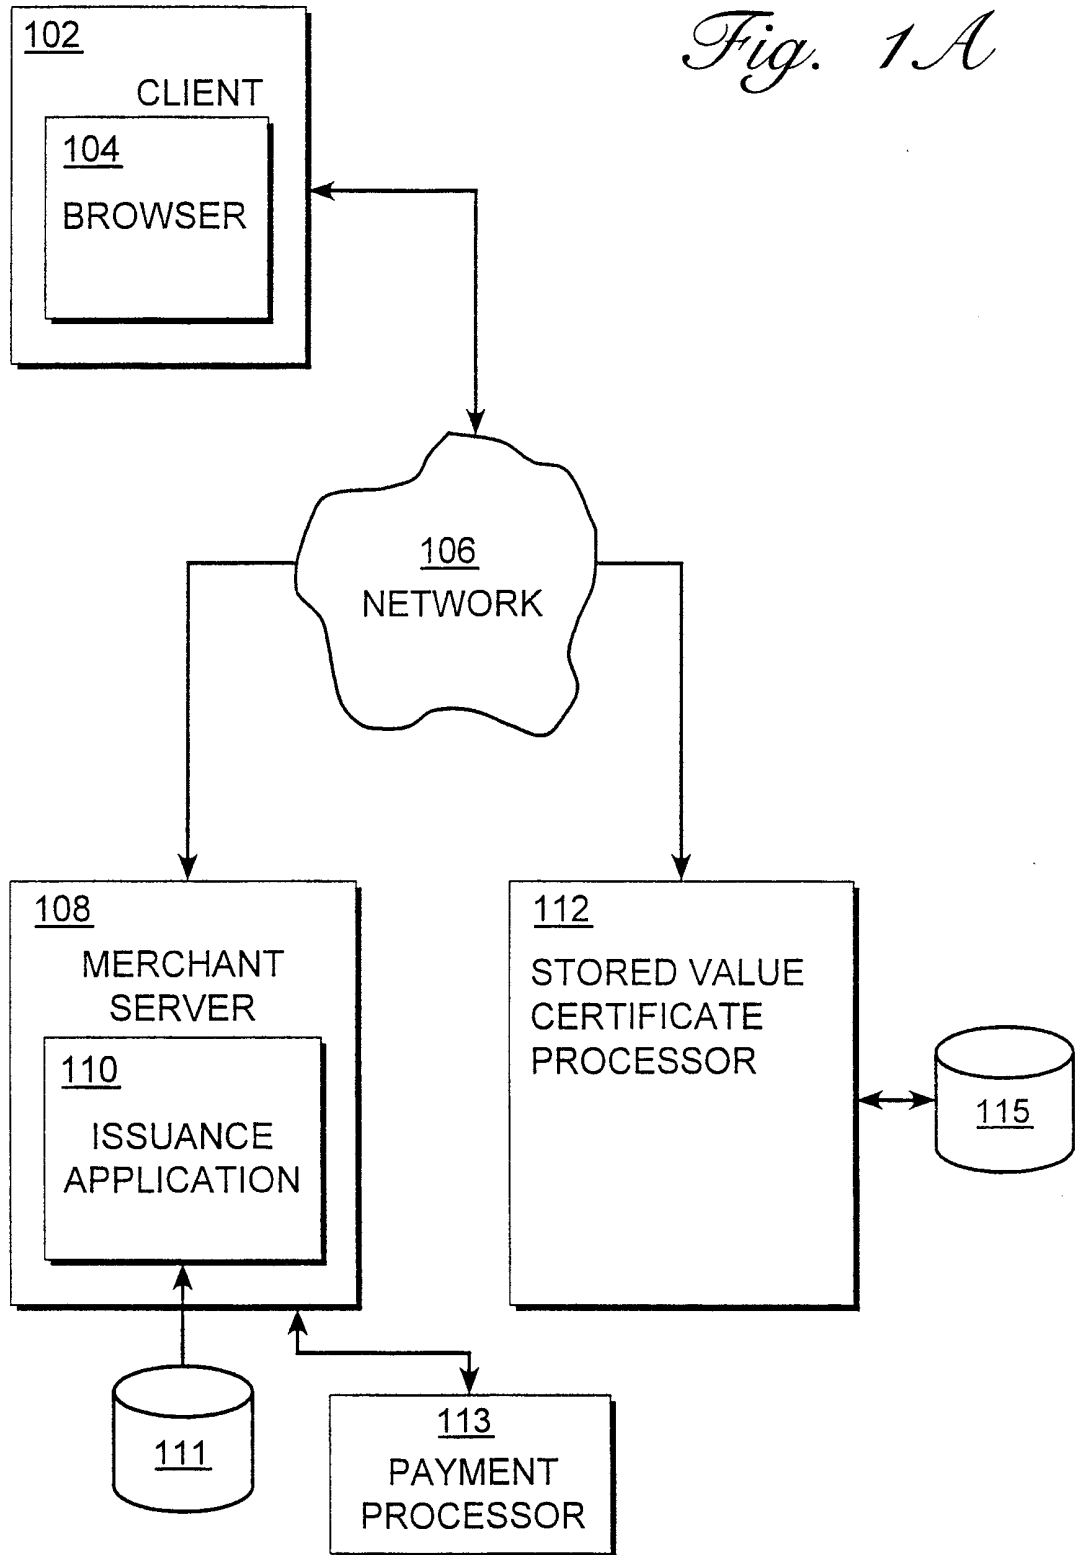 Fig. 1A
102
CLIENT
104
BROWSER
106
NETWORK
108
MERCHANT
SERVER
110
ISSUANCE
APPLICATION
112
STORED VALUE
CERTIFICATE
PROCESSOR
115
111
113
PAYMENT
PROCESSOR